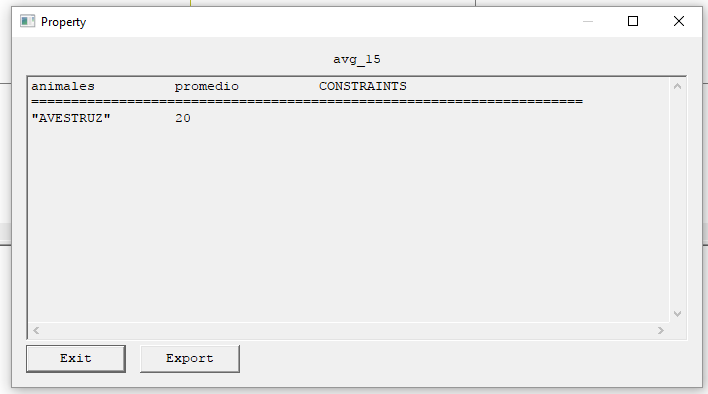 Property
avg_15
animales promedio CONSTRAINTS
=====================================================================
"AVESTRUZ" 20
Exit Export